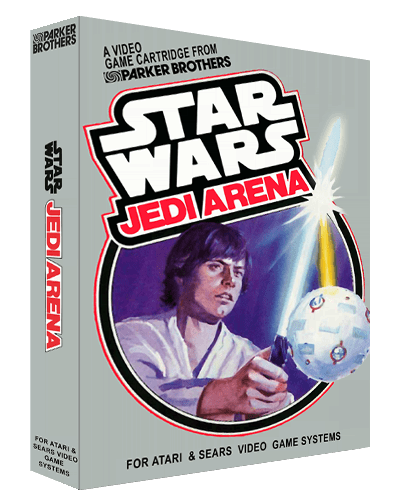 PARKER
BROTHERS
STAR
WARS
JEDI ARENA
FOR ATARI &
SEARS VIDEO
GAME
SYSTEMS
A VIDEO
GAME CARTRIDGE FROM
PARKER BROTHERS
STAR
WARS
JEDI ARENA
FOR ATARI & SEARS VIDEO GAME SYSTEMS